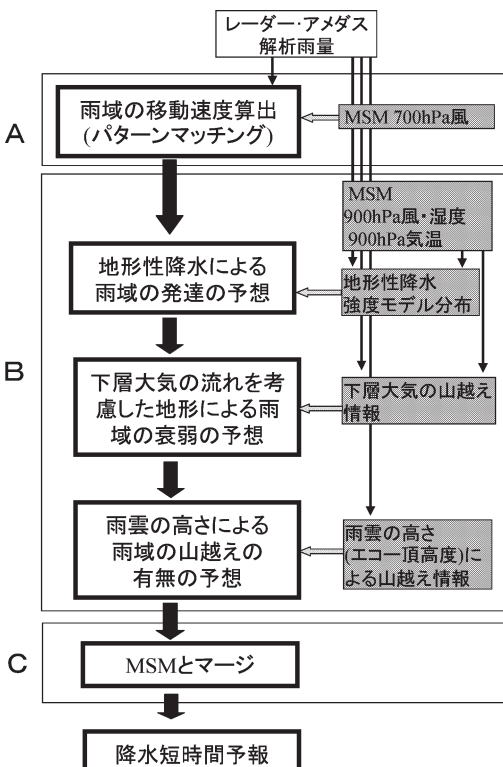 レーダー・アメダス
解析雨量
A
雨域の移動速度算出
(パターンマッチング)
MSM 700hPa風
MSM
900hPa風・湿度
900hPa気温
B
地形性降水による
雨域の発達の予想
地形性降水
強度モデル分布
下層大気の流れを考
慮した地形による雨
域の衰弱の予想
下層大気の山越え
情報
雨雲の高さによる
雨域の山越えの
有無の予想
雨雲の高さ
(エコー頂高度)に
よる山越え情報
C
MSMとマージ
降水短時間予報